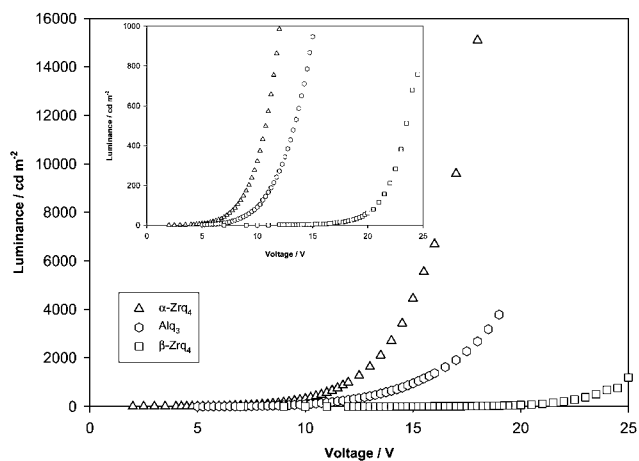 16000
14000
12000
10000
8000
6000
4000
2000
0
Luminance / cd m-2
0 5 10 15 20 25
Voltage / V
1000
800
600
400
200
0
Luminance / cd m-2
0 5 10 15 20 25
Voltage / V
α-Zrq4
Alq3
β-Zrq4